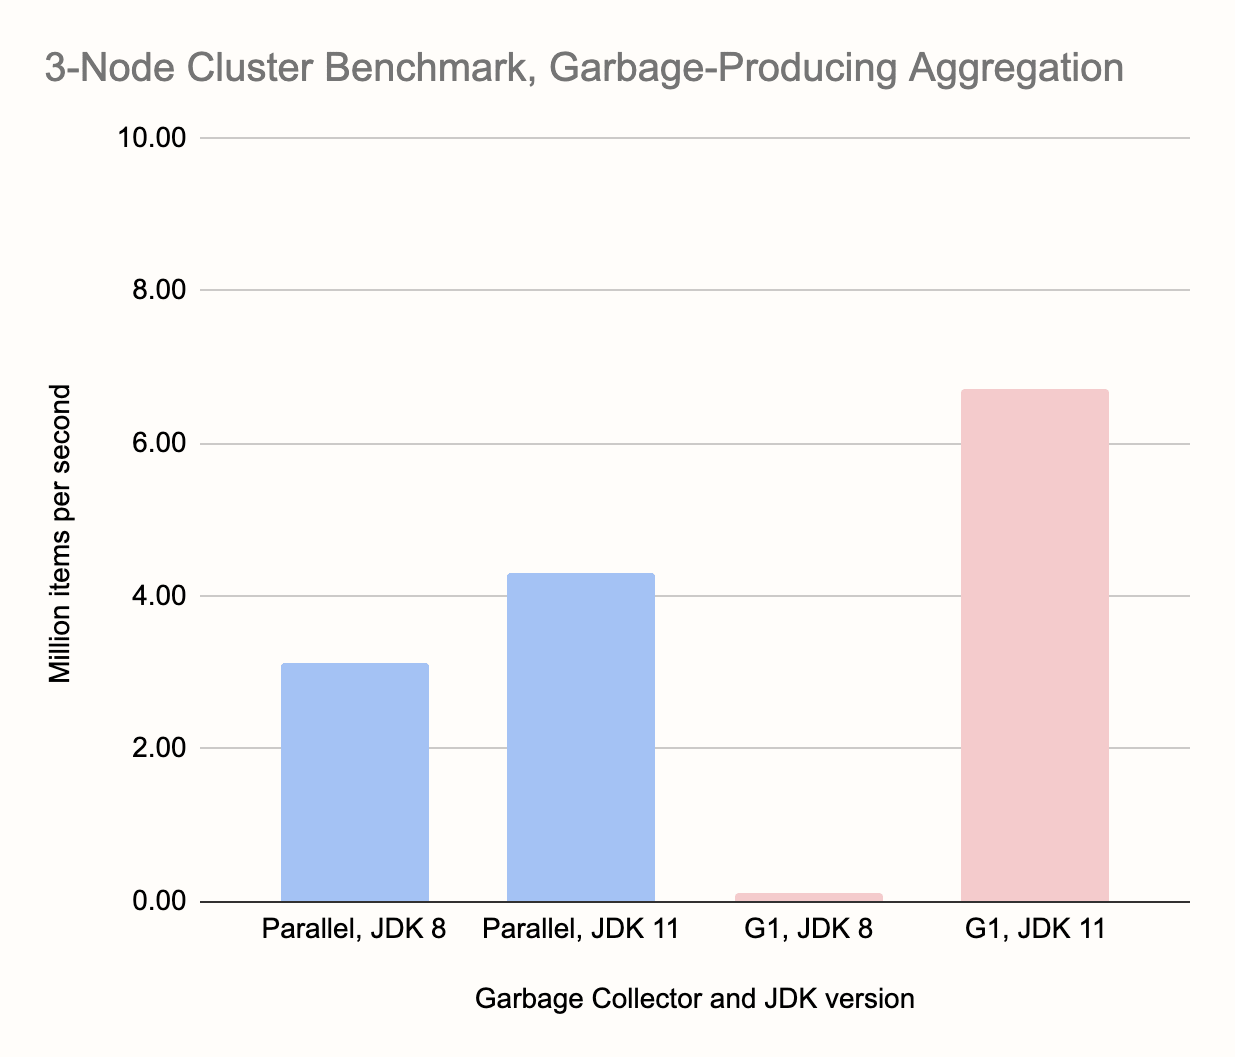 3-Node Cluster Benchmark, Garbage-Producing Aggregation
10.00
8.00
6.00
4.00
2.00
0.00
Million items per second
Parallel, JDK 8
Parallel, JDK 11
G1, JDK 8
G1, JDK 11
Garbage Collector and JDK version